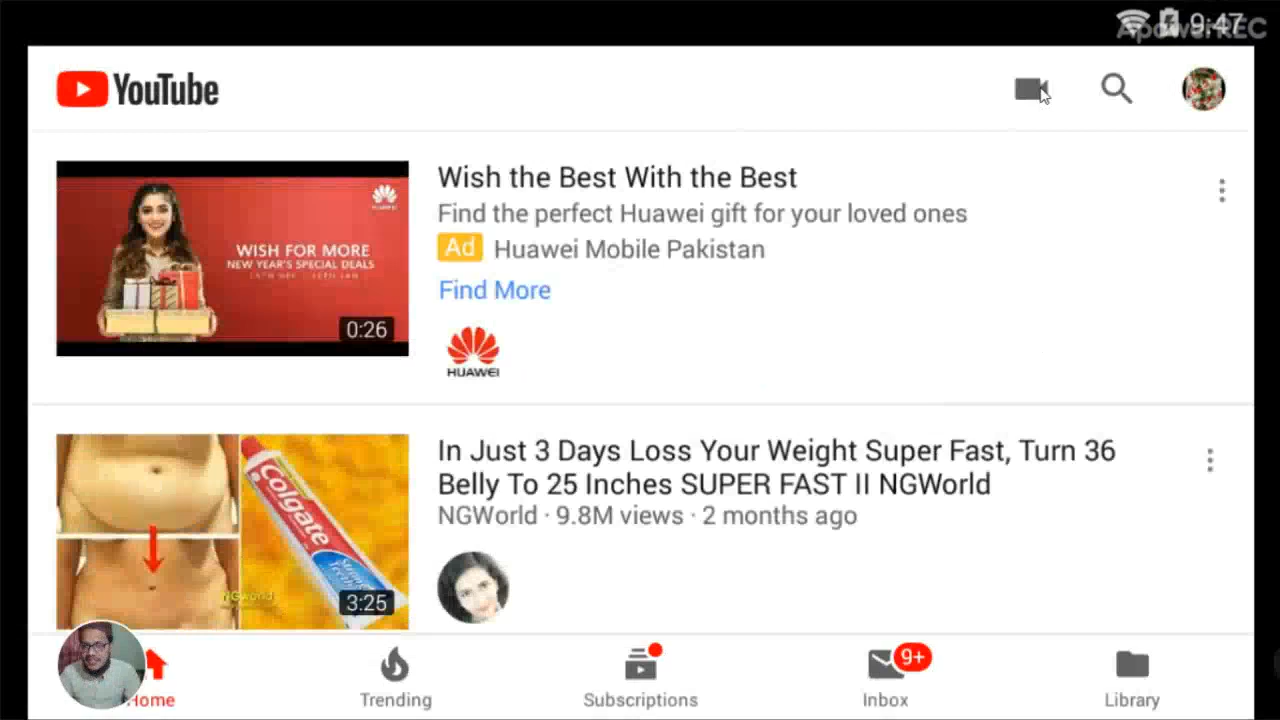 ApowerREC
9:47
YouTube
Wish the Best With the Best
Find the perfect Huawei gift for your loved ones
Ad Huawei Mobile Pakistan
Find More
HUAWEI
WISH FOR MORE
NEW YEAR'S SPECIAL DEALS
0:26
In Just 3 Days Loss Your Weight Super Fast, Turn 36
Belly To 25 Inches SUPER FAST II NGWorld
NGWorld · 9.8M views · 2 months ago
Colgate
NGWorld
3:25
Home
Trending
Subscriptions
9+
Inbox
Library